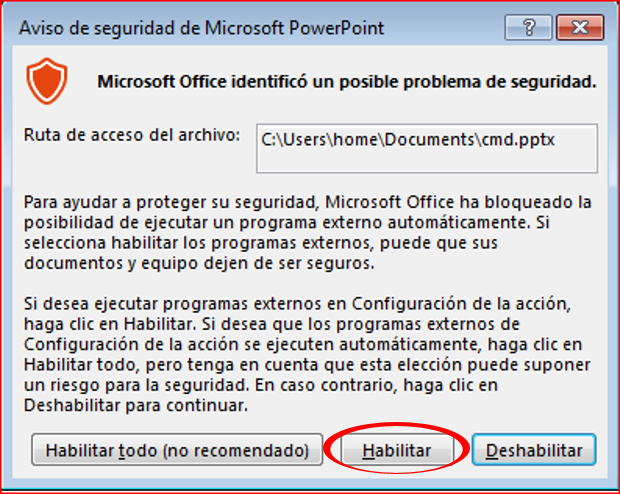 Aviso de seguridad de Microsoft PowerPoint
Microsoft Office identificó un posible problema de seguridad.
Ruta de acceso del archivo: C:\Users\home\Documents\cmd.pptx
Para ayudar a proteger su seguridad, Microsoft Office ha bloqueado la
posibilidad de ejecutar un programa externo automáticamente. Si
selecciona habilitar los programas externos, puede que sus
documentos y equipo dejen de ser seguros.
Si desea ejecutar programas externos en Configuración de la acción,
haga clic en Habilitar. Si desea que los programas externos de
Configuración de la acción se ejecuten automáticamente, haga clic en
Habilitar todo, pero tenga en cuenta que esta elección puede suponer
un riesgo para la seguridad. En caso contrario, haga clic en
Deshabilitar para continuar.
Habilitar todo (no recomendado) Habilitar Deshabilitar